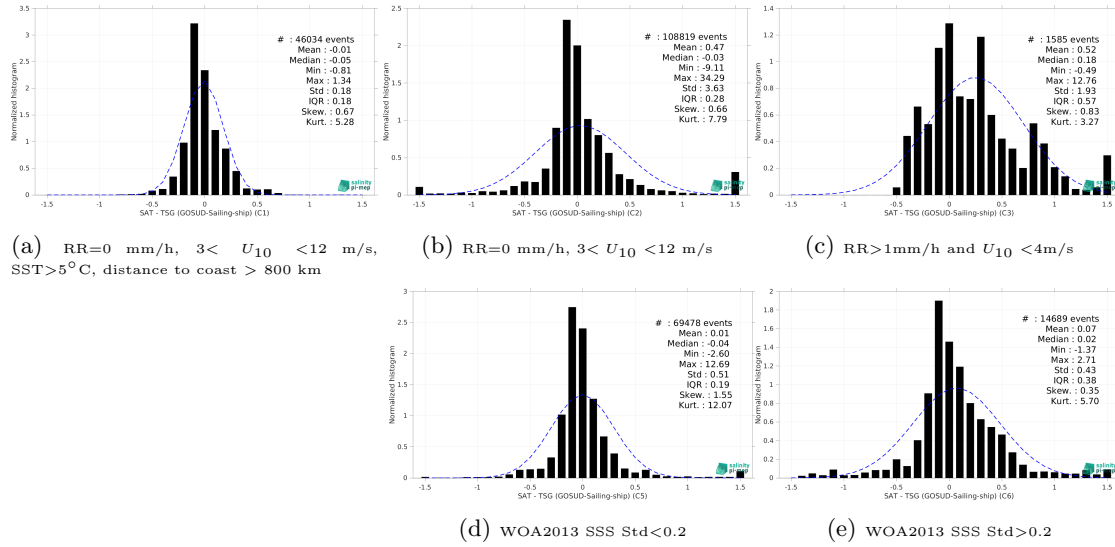 3.5
3
2.5
2
1.5
1
0.5
0
-1.5 -1 -0.5 0 0.5 1 1.5
Normalized histogram
# : 46034 events
Mean : -0.01
Median : -0.05
Min : -0.81
Max : 1.34
Std : 0.18
IQR : 0.18
Skew. : 0.67
Kurt. : 5.28
salinity
pi-mep
SAT - TSG (GOSUD-Sailing-ship) (C1)
(a) RR=0 mm/h, 3< U10 <12 m/s,
SST>5°C, distance to coast > 800 km
2.5
2
1.5
1
0.5
0
-1.5 -1 -0.5 0 0.5 1 1.5
Normalized histogram
# : 108819 events
Mean : 0.47
Median : -0.03
Min : -9.11
Max : 34.29
Std : 3.63
IQR : 0.28
Skew. : 0.66
Kurt. : 7.79
salinity
pi-mep
SAT - TSG (GOSUD-Sailing-ship) (C2)
(b) RR=0 mm/h, 3< U10 <12 m/s
1.4
1.2
1
0.8
0.6
0.4
0.2
0
-1.5 -1 -0.5 0 0.5 1 1.5
Normalized histogram
# : 1585 events
Mean : 0.52
Median : 0.18
Min : -0.49
Max : 12.76
Std : 1.93
IQR : 0.57
Skew. : 0.83
Kurt. : 3.27
salinity
pi-mep
SAT - TSG (GOSUD-Sailing-ship) (C3)
(c) RR>1mm/h and U10 <4m/s
3
2.5
2
1.5
1
0.5
0
-1.5 -1 -0.5 0 0.5 1 1.5
Normalized histogram
# : 69478 events
Mean : 0.01
Median : -0.04
Min : -2.60
Max : 12.69
Std : 0.51
IQR : 0.19
Skew. : 1.55
Kurt. : 12.07
salinity
pi-mep
SAT - TSG (GOSUD-Sailing-ship) (C5)
(d) WOA2013 SSS Std<0.2
2
1.8
1.6
1.4
1.2
1
0.8
0.6
0.4
0.2
0
-1.5 -1 -0.5 0 0.5 1 1.5
Normalized histogram
# : 14689 events
Mean : 0.07
Median : 0.02
Min : -1.37
Max : 2.71
Std : 0.43
IQR : 0.38
Skew. : 0.35
Kurt. : 5.70
salinity
pi-mep
SAT - TSG (GOSUD-Sailing-ship) (C6)
(e) WOA2013 SSS Std>0.2